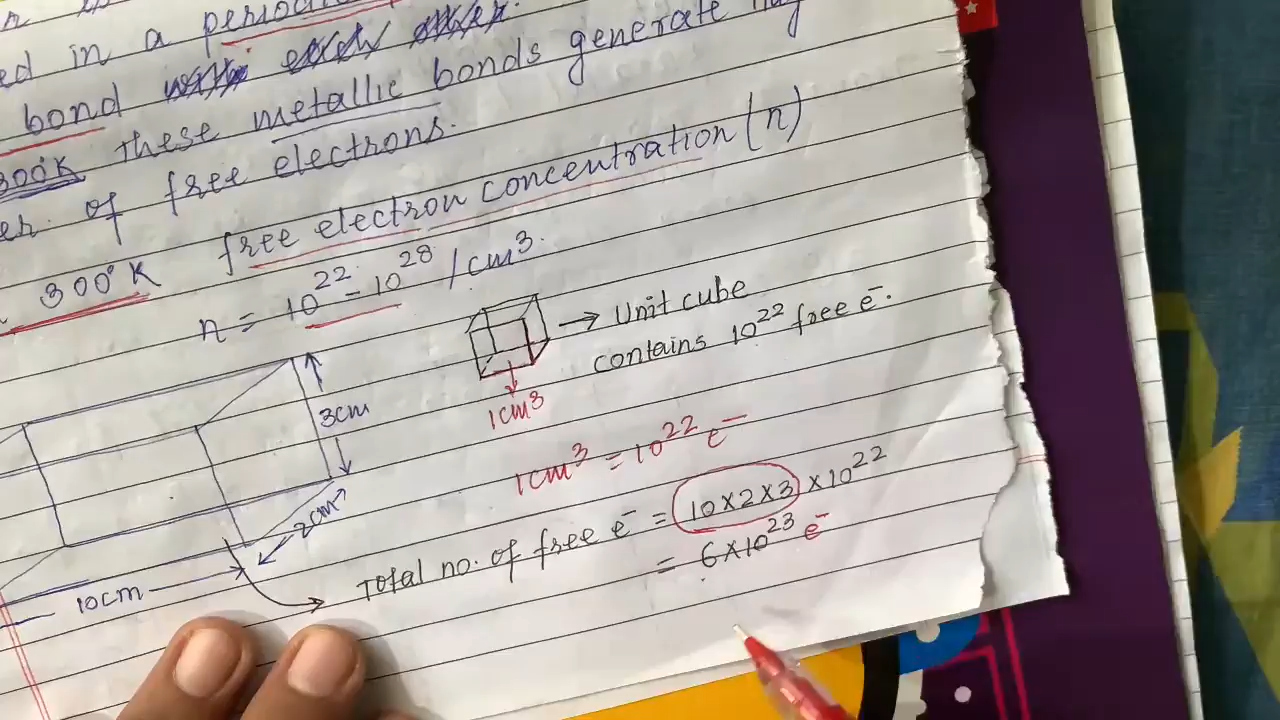 ed in a
bond
300°K these metallic bonds generate
of free electrons.
300°K free electron concentration (n)
n = 10²² - 10²⁸ /cm³.
→ Unit cube
contains 10²² free e⁻.
1cm³
3cm
1cm³ = 10²² e⁻
2cm
10cm
Total no. of free e⁻ = 10×2×3 × 10²²
= 6×10²³ e⁻